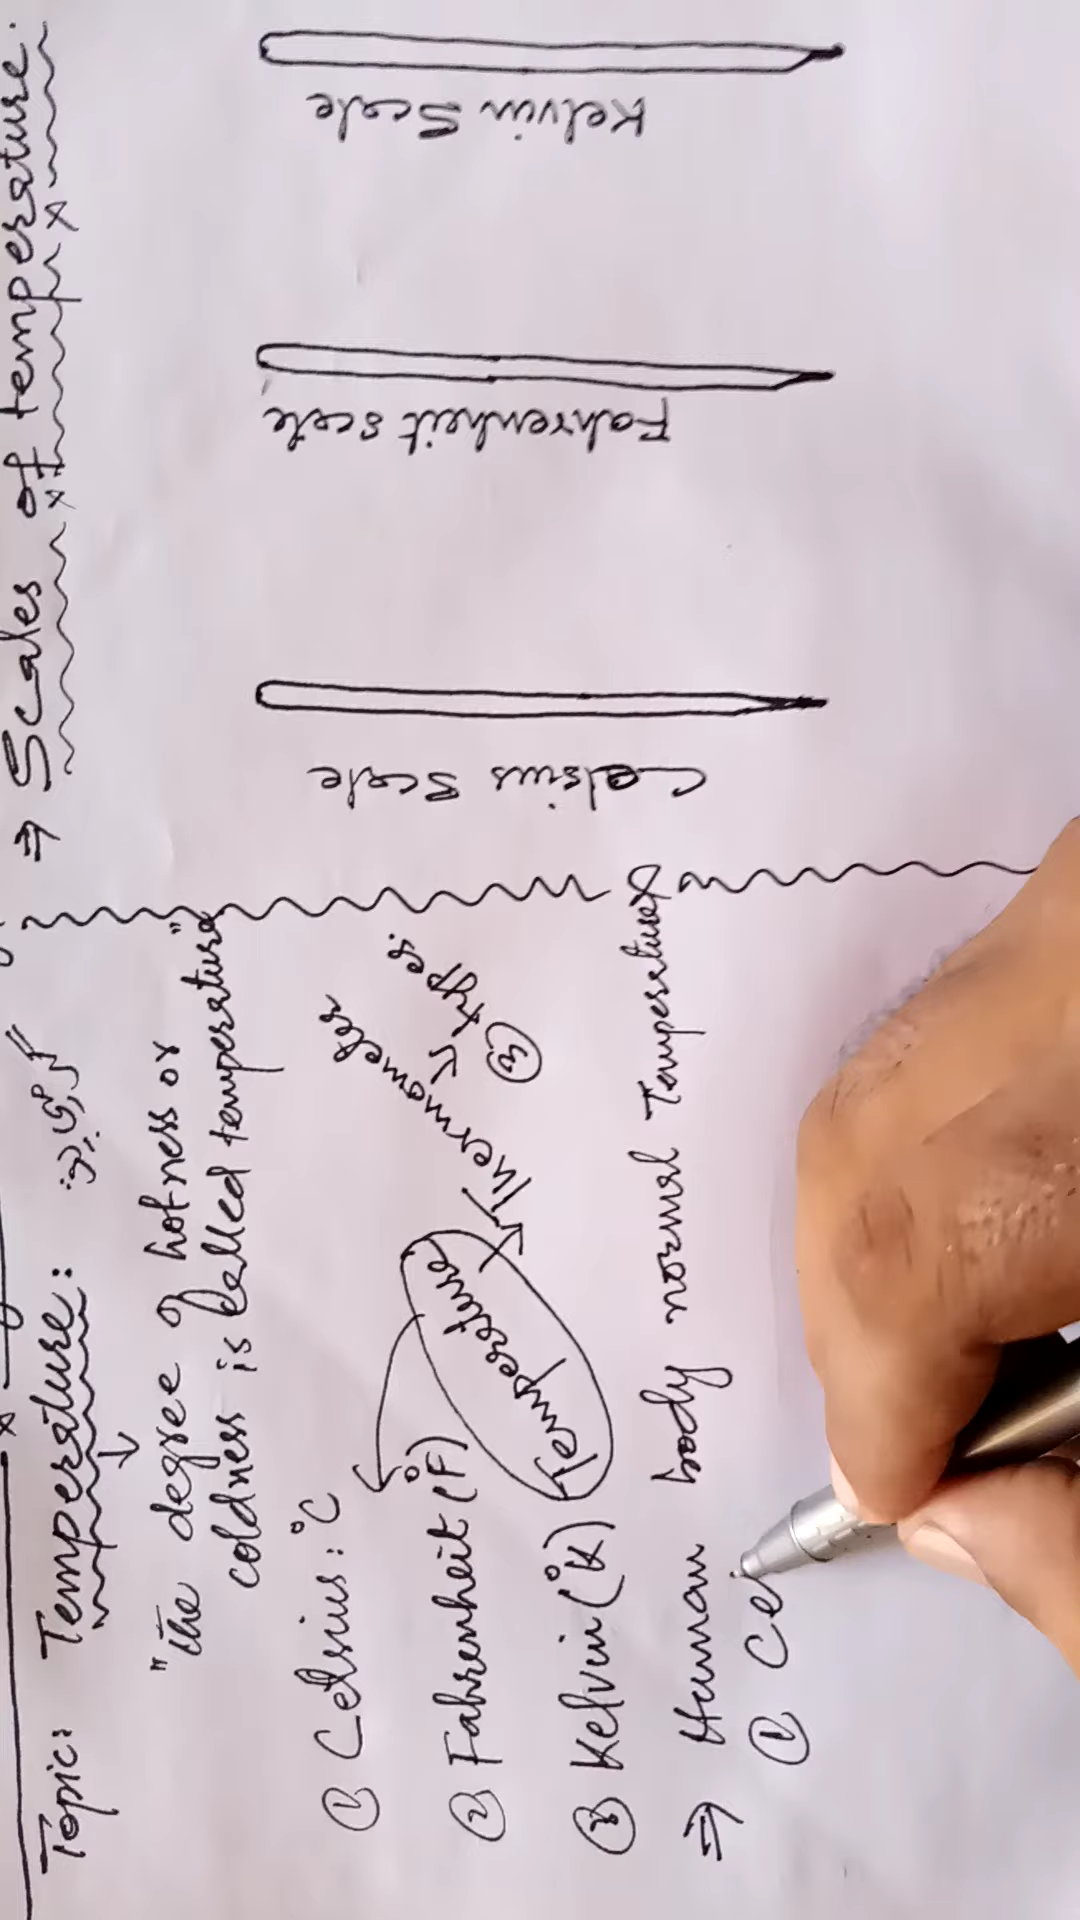 Topic: Temperature:
"The degree of hotness or
coldness is called temperature"
① Celsius: °C
② Fahrenheit (°F)
③ Kelvin (°K)
Temperature
Thermometer
③ types.
⇒ Human body normal Temperature
① Ce
⇒ Scales of temperature.
Celsius Scale
Fahrenheit scale
Kelvin Scale